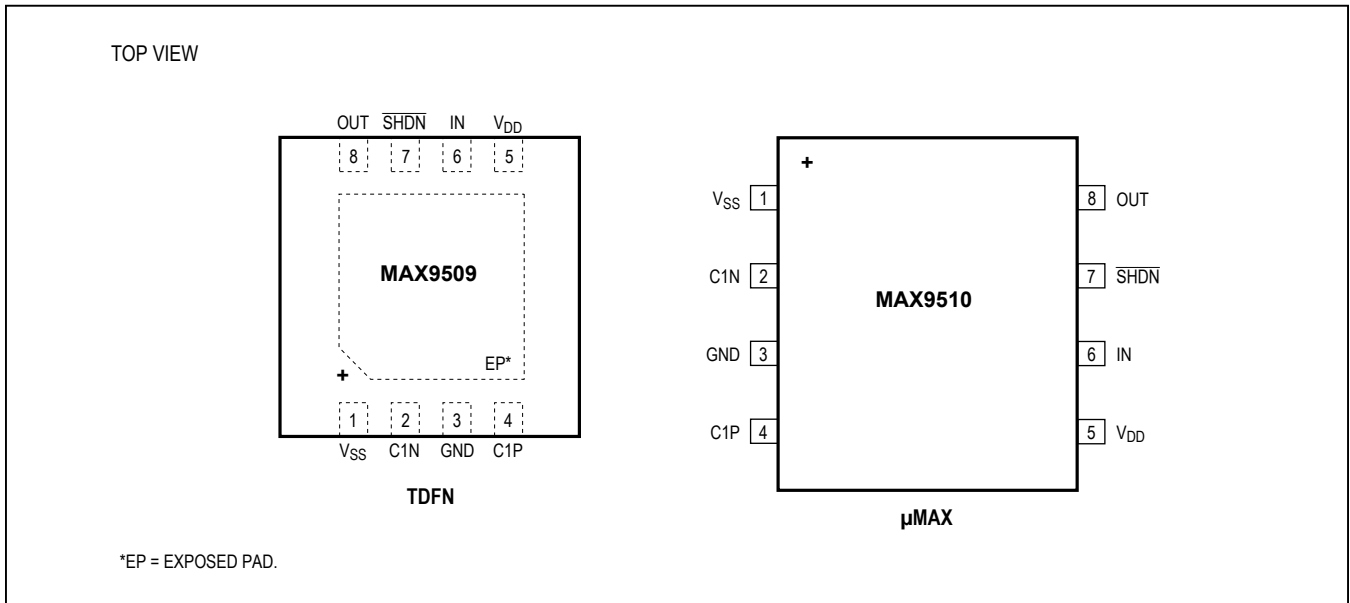 TOP VIEW
OUT S̅H̅D̅N̅ IN VDD
8 7 6 5
MAX9509
EP*
+
1 2 3 4
VSS C1N GND C1P
TDFN
+
VSS 1 8 OUT
C1N 2 7 S̅H̅D̅N̅
MAX9510
GND 3 6 IN
C1P 4 5 VDD
µMAX
*EP = EXPOSED PAD.